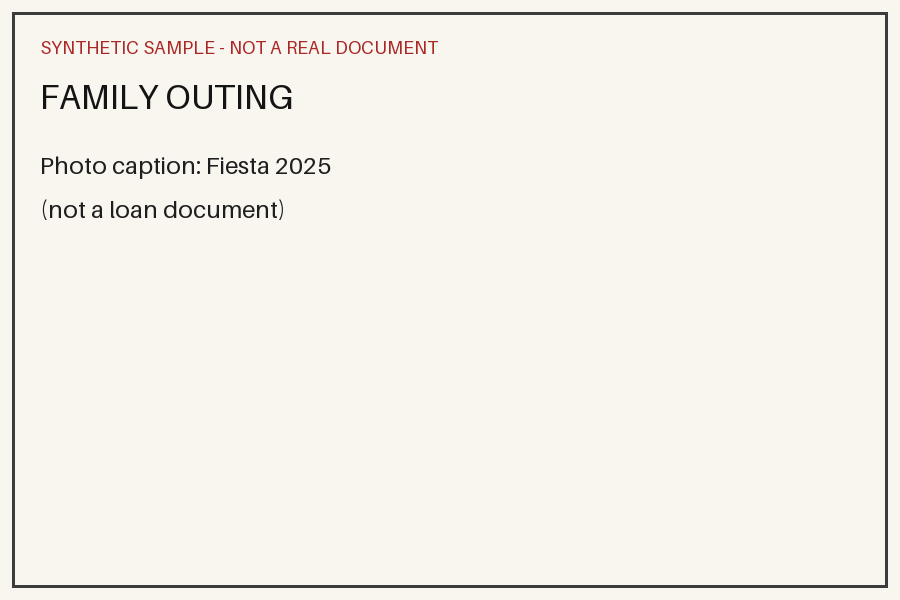 SYNTHETIC SAMPLE - NOT A REAL DOCUMENT
FAMILY OUTING
Photo caption: Fiesta 2025
(not a loan document)